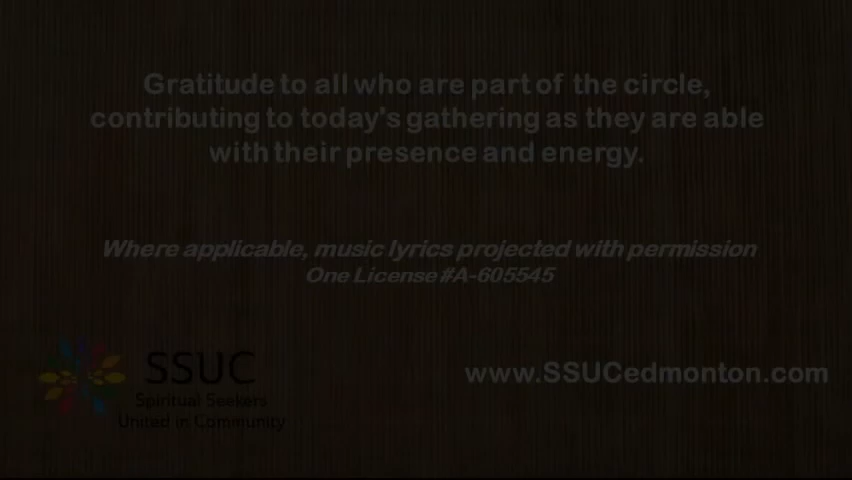 Gratitude to all who are part of the circle,
contributing to today's gathering as they are able
with their presence and energy.
Where applicable, music lyrics projected with permission
One License #A-605545
SSUC
Spiritual Seekers
United in Community
www.SSUCedmonton.com